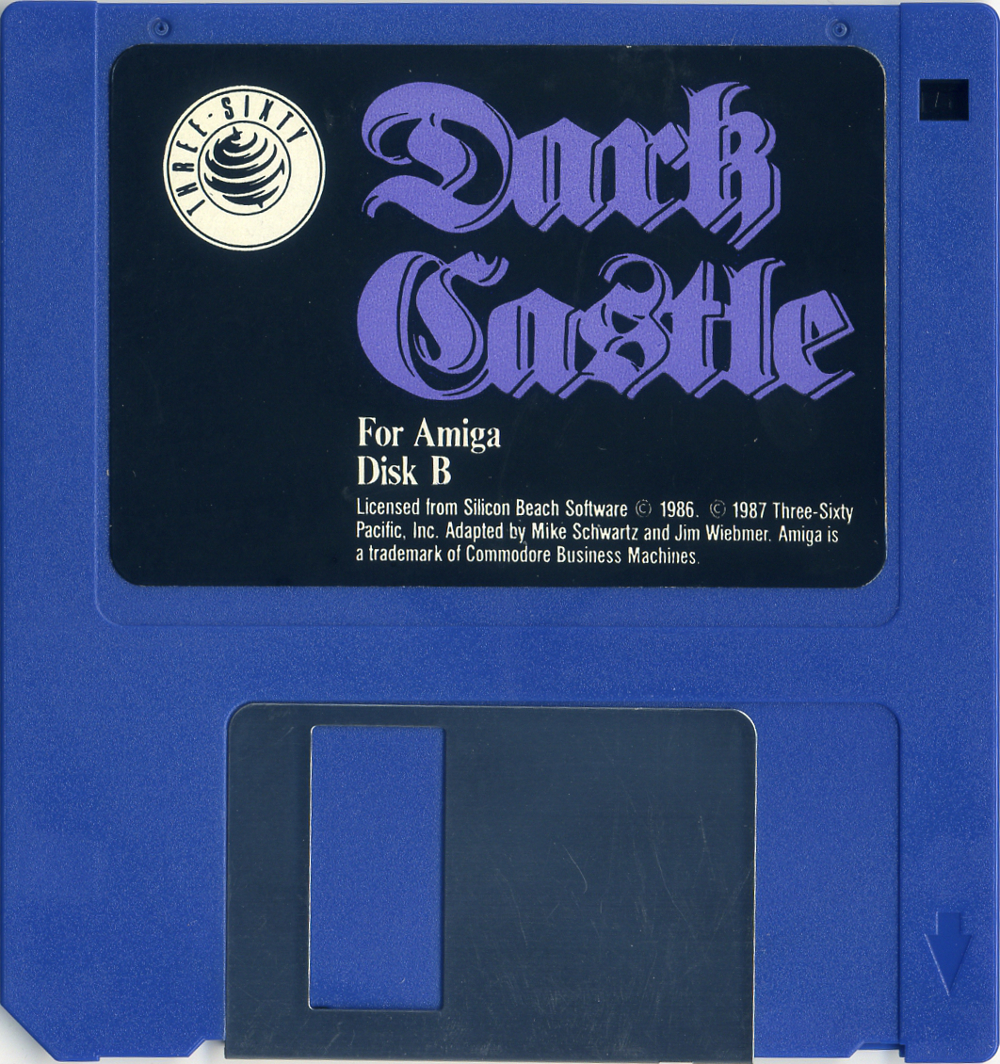 THREE-SIXTY
Dark
Castle
For Amiga
Disk B
Licensed from Silicon Beach Software © 1986. © 1987 Three-Sixty
Pacific, Inc. Adapted by Mike Schwartz and Jim Wiebmer. Amiga is
a trademark of Commodore Business Machines.